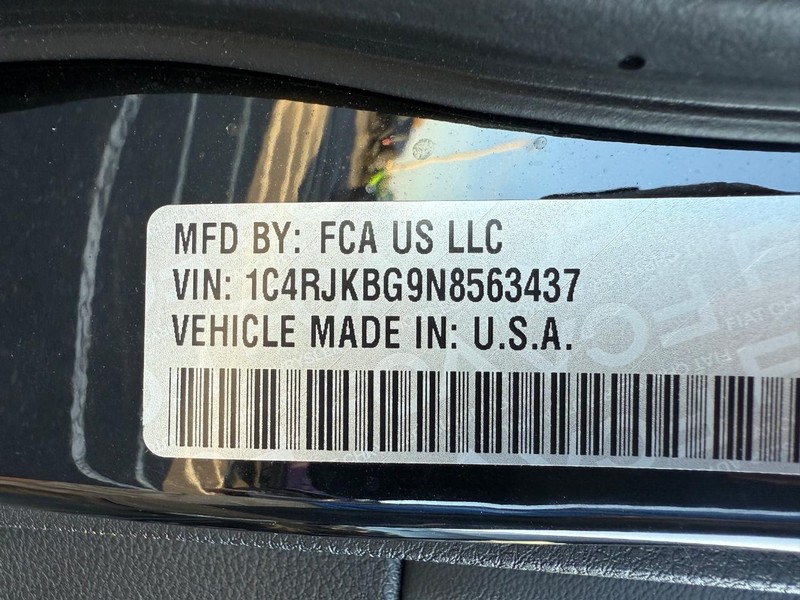 MFD BY: FCA US LLC
VIN: 1C4RJKBG9N8563437
VEHICLE MADE IN: U.S.A.